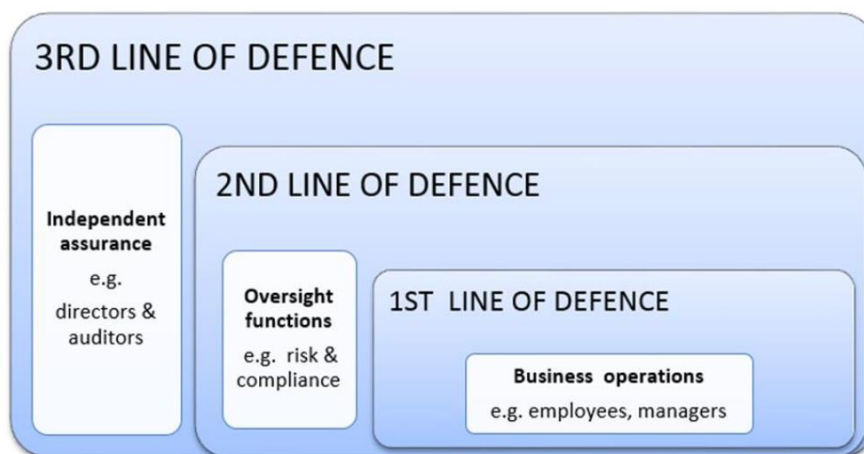 3RD LINE OF DEFENCE
Independent
assurance
e.g.
directors &
auditors
2ND LINE OF DEFENCE
Oversight
functions
e.g. risk &
compliance
1ST LINE OF DEFENCE
Business operations
e.g. employees, managers